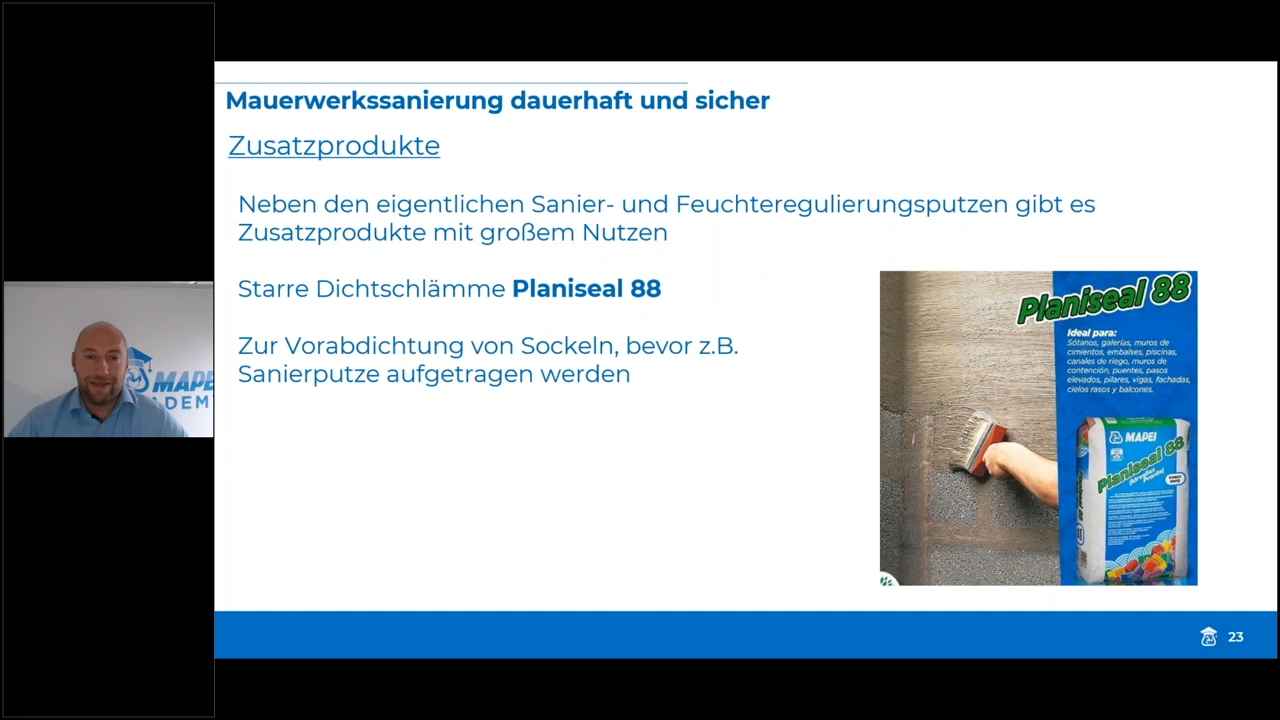 Mauerwerkssanierung dauerhaft und sicher
Zusatzprodukte
Neben den eigentlichen Sanier- und Feuchteregulierungsputzen gibt es
Zusatzprodukte mit großem Nutzen
Starre Dichtschlämme Planiseal 88
Zur Vorabdichtung von Sockeln, bevor z.B.
Sanierputze aufgetragen werden
Planiseal 88
Ideal para:
Sótanos, galerías, muros de
cimientos, embalses, piscinas,
canales de riego, muros de
contención, puentes, pasos
elevados, pilares, vigas, fachadas,
cielos rasos y balcones.
MAPEI
Planiseal 88
MAPE
DEM
23